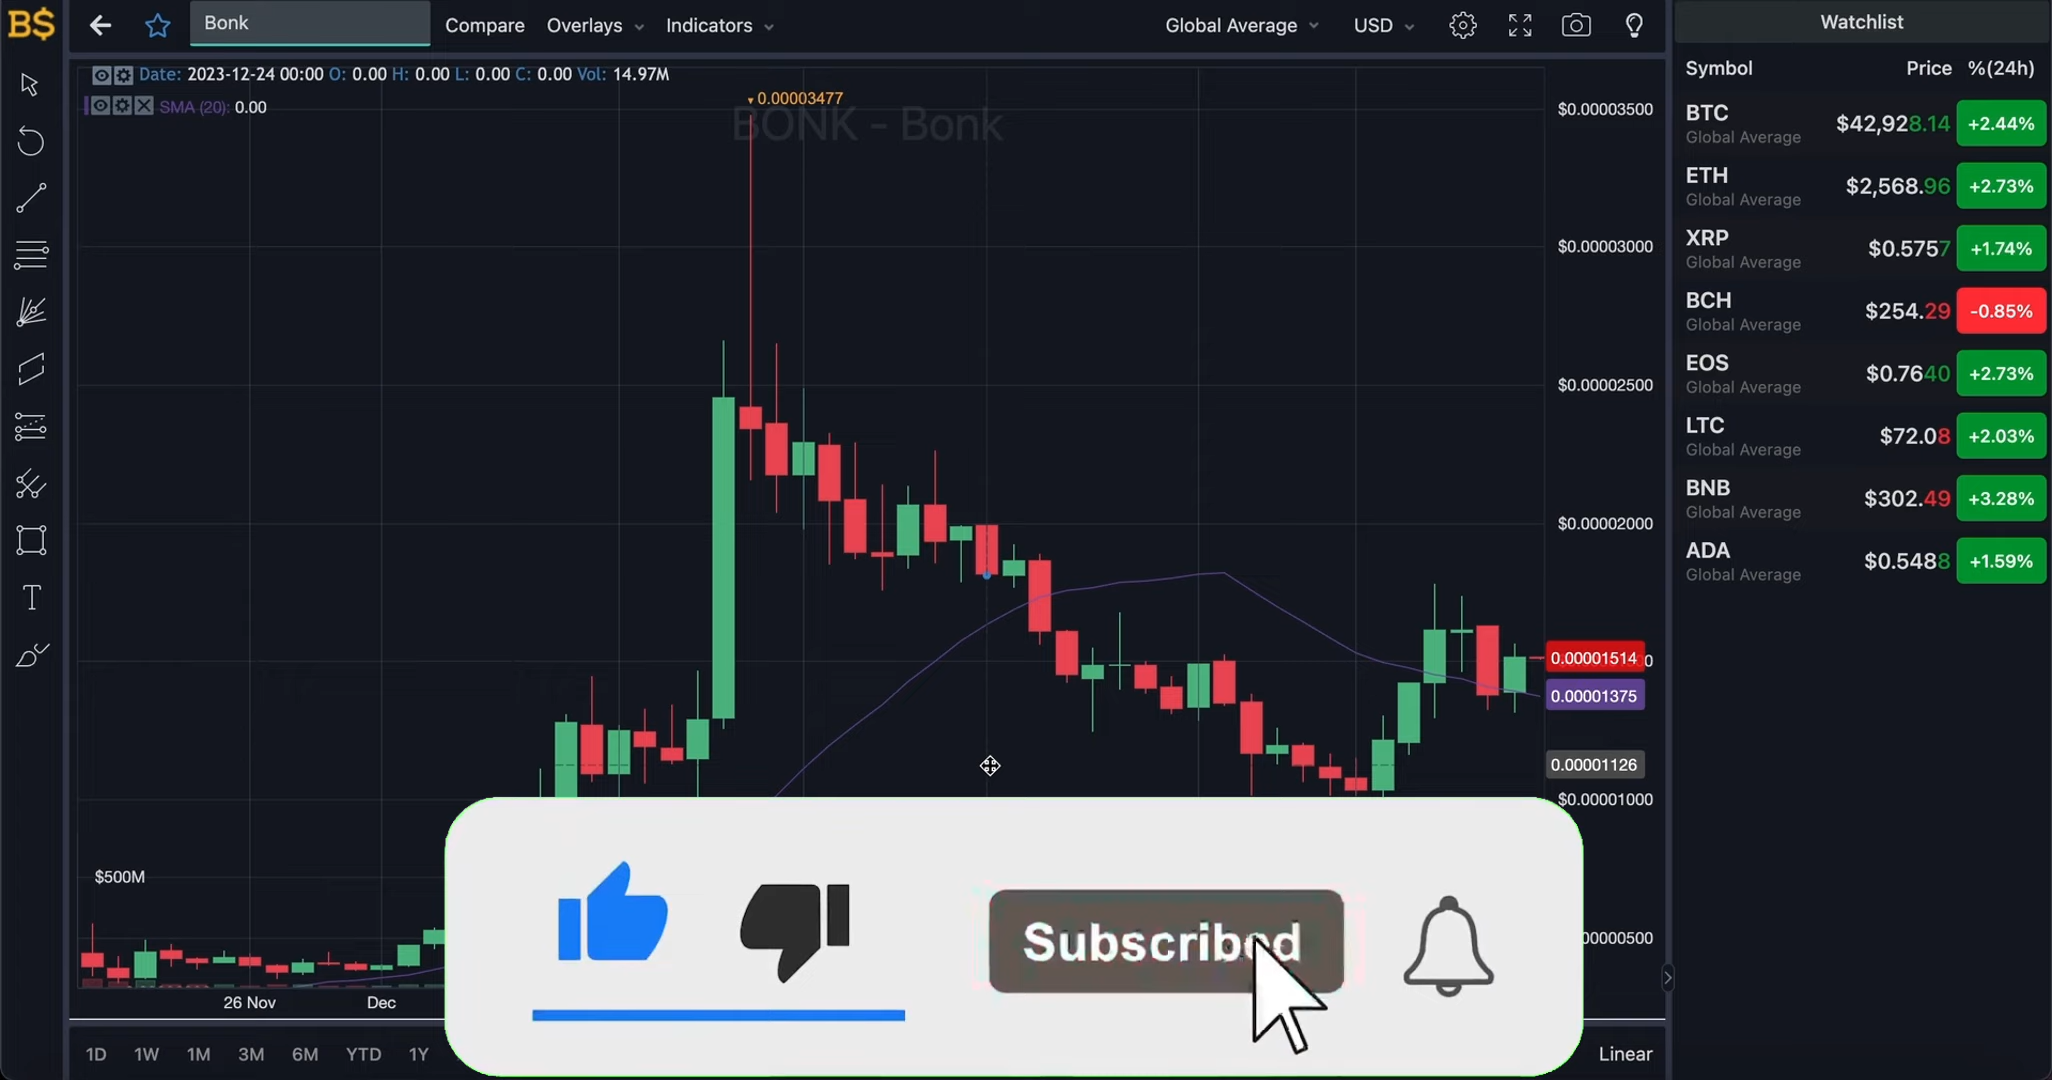 B$
Bonk
Compare
Overlays
Indicators
Global Average
USD
Date: 2023-12-24 00:00 O: 0.00 H: 0.00 L: 0.00 C: 0.00 Vol: 14.97M
SMA (20): 0.00
0.00003477
BONK - Bonk
$0.00003500
$0.00003000
$0.00002500
$0.00002000
0.00001514
0.00001375
0.00001126
$0.00001000
00000500
$500M
26 Nov
Dec
1D 1W 1M 3M 6M YTD 1Y
Linear
Subscribed
Watchlist
Symbol Price %(24h)
BTC $42,928.14 +2.44%
Global Average
ETH $2,568.96 +2.73%
Global Average
XRP $0.5757 +1.74%
Global Average
BCH $254.29 -0.85%
Global Average
EOS $0.7640 +2.73%
Global Average
LTC $72.08 +2.03%
Global Average
BNB $302.49 +3.28%
Global Average
ADA $0.5488 +1.59%
Global Average